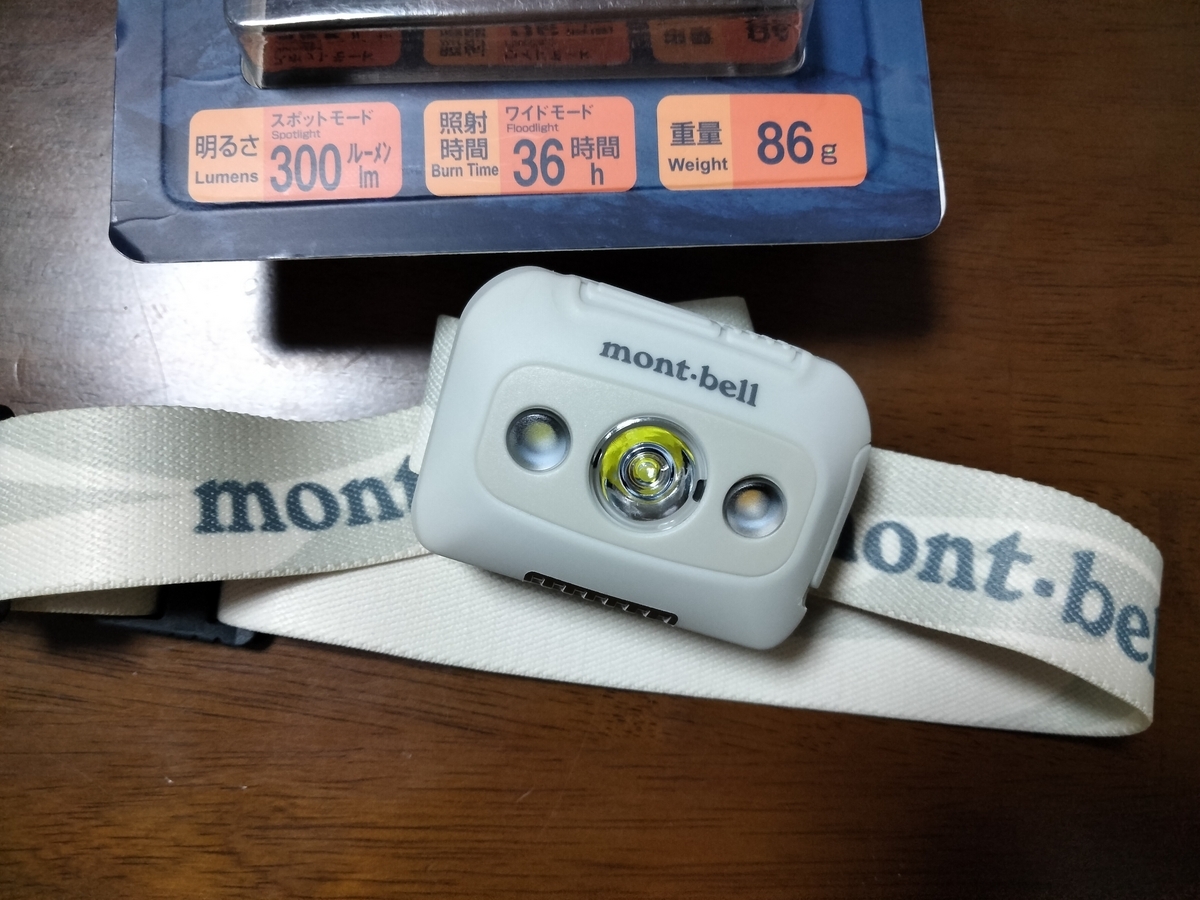 明るさ
Lumens
スポットモード
Spotlight
300 ルーメン
lm
照射
時間
Burn Time
ワイドモード
Floodlight
36 時間
h
重量
Weight
86 g
mont·bell
mont
ont·bel